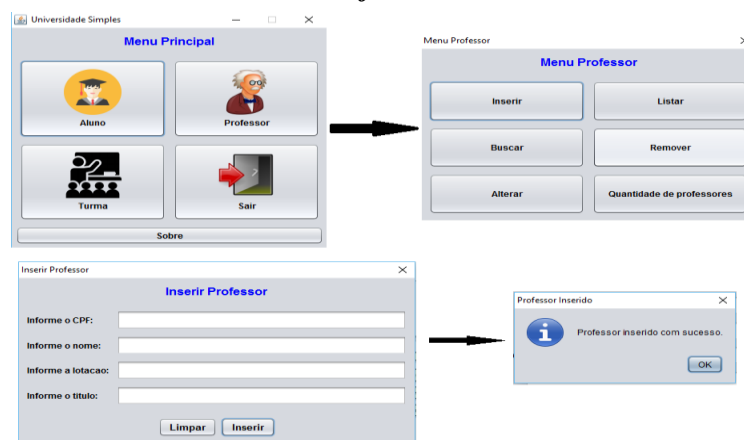 Universidade Simples
Menu Principal
Aluno
Professor
Turma
Sair
Sobre
Menu Professor
Menu Professor
Inserir
Listar
Buscar
Remover
Alterar
Quantidade de professores
Inserir Professor
Inserir Professor
Informe o CPF:
Informe o nome:
Informe a lotacao:
Informe o titulo:
Limpar
Inserir
Professor Inserido
Professor inserido com sucesso.
OK